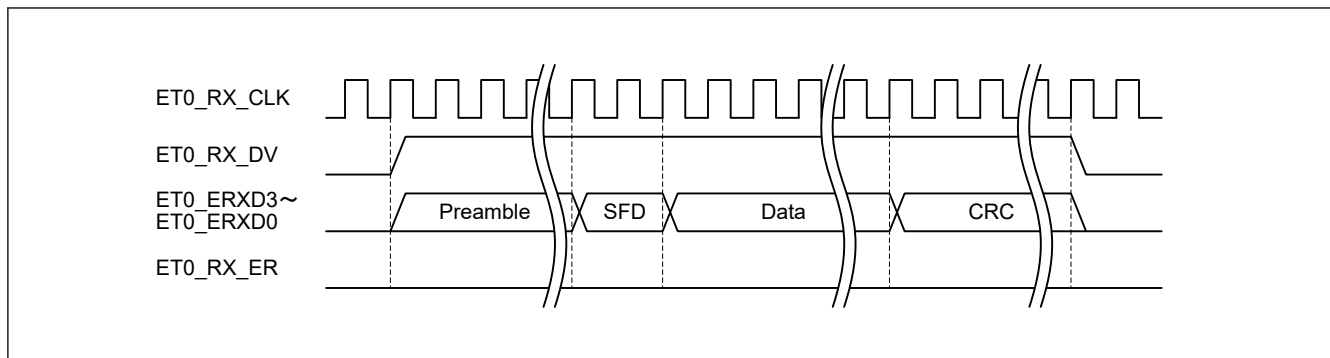 ET0_RX_CLK
ET0_RX_DV
ET0_ERXD3～
ET0_ERXD0
Preamble SFD Data CRC
ET0_RX_ER